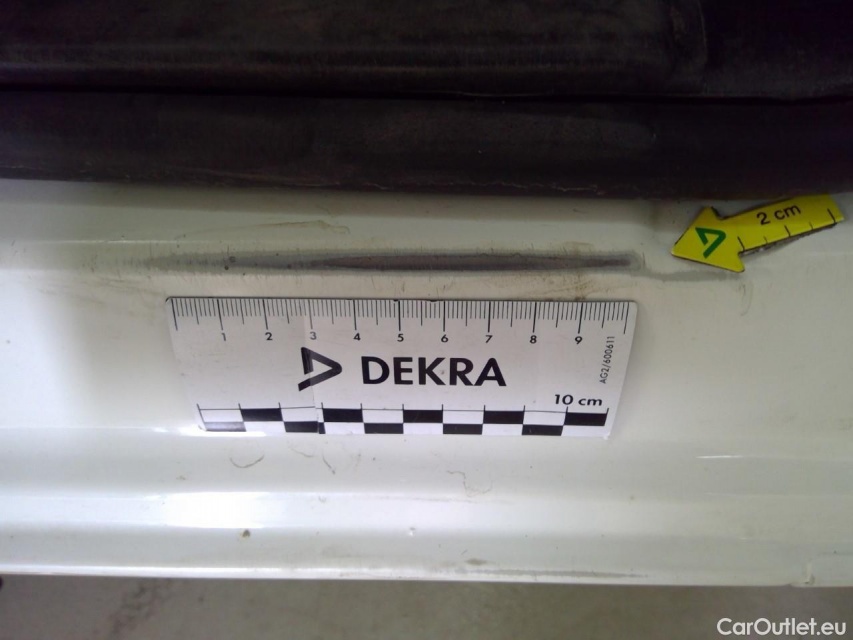 2 cm
1 2 3 4 5 6 7 8 9
AG2/600611
DEKRA
10 cm
CarOutlet.eu